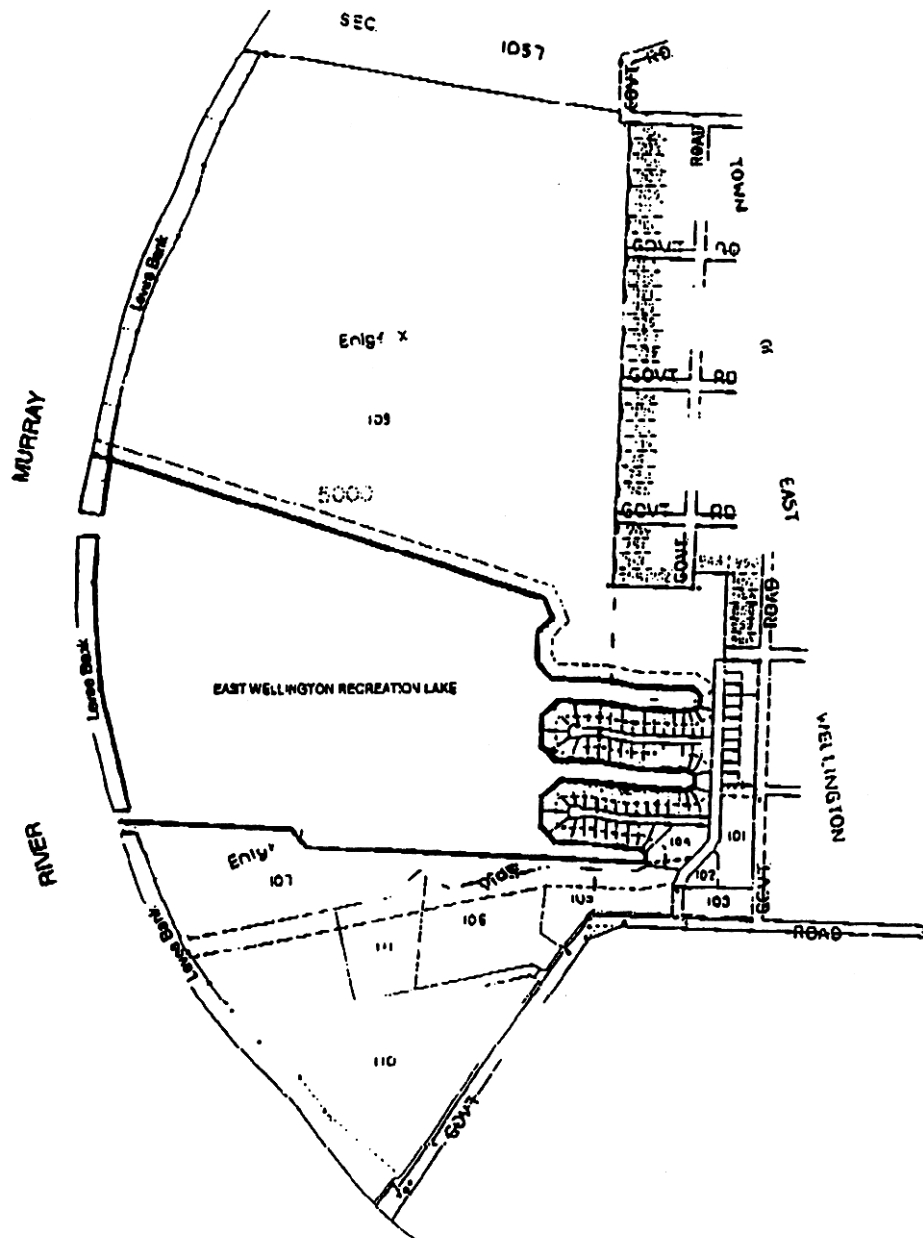 SEC.
1057
GOVT
RD
ROAD
TOWN
GOVT RD
Levee Bank
GOVT RD
109
MURRAY
5000
GOVT RD
EAST
GOVT
ROAD
Levee Bank
EAST WELLINGTON RECREATION LAKE
WELLINGTON
104
101
RIVER
107
102
105
103
GOVT
106
ROAD
111
Levee Bank
110
GOVT